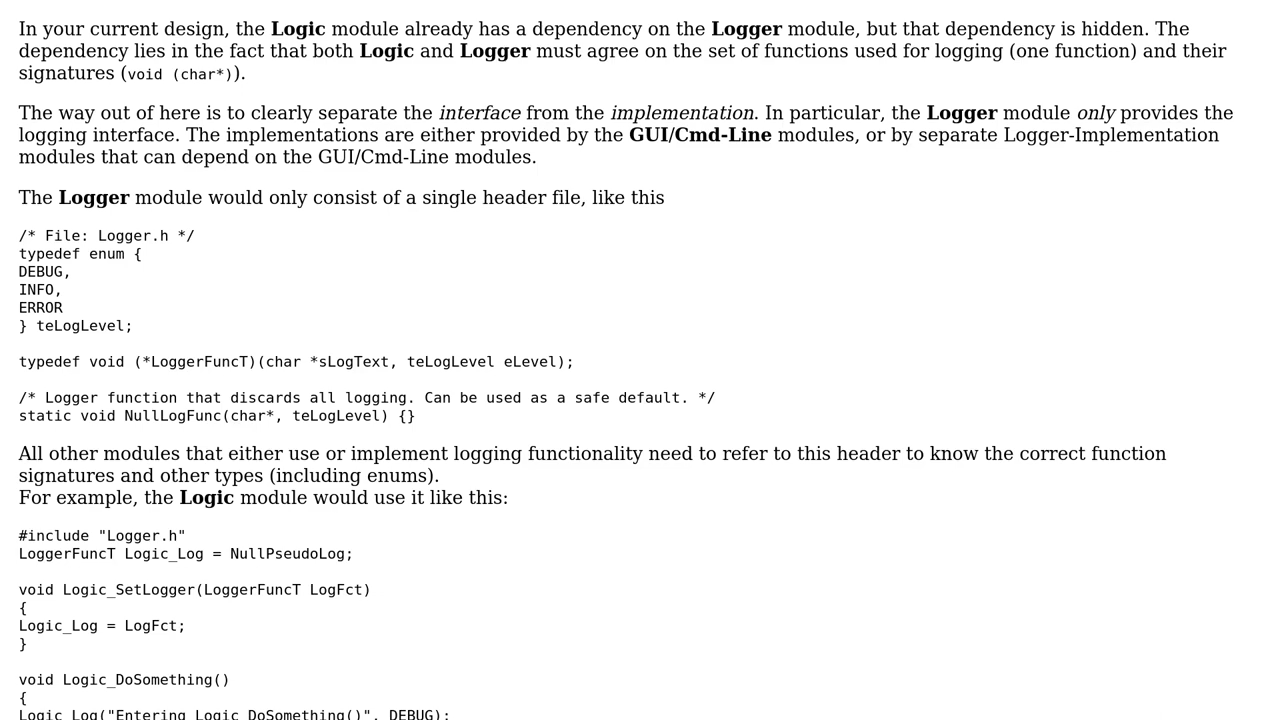 In your current design, the Logic module already has a dependency on the Logger module, but that dependency is hidden. The
dependency lies in the fact that both Logic and Logger must agree on the set of functions used for logging (one function) and their
signatures (void (char*)).
The way out of here is to clearly separate the interface from the implementation. In particular, the Logger module only provides the
logging interface. The implementations are either provided by the GUI/Cmd-Line modules, or by separate Logger-Implementation
modules that can depend on the GUI/Cmd-Line modules.
The Logger module would only consist of a single header file, like this
/* File: Logger.h */
typedef enum {
DEBUG,
INFO,
ERROR
} teLogLevel;
typedef void (*LoggerFuncT)(char *sLogText, teLogLevel eLevel);
/* Logger function that discards all logging. Can be used as a safe default. */
static void NullLogFunc(char*, teLogLevel) {}
All other modules that either use or implement logging functionality need to refer to this header to know the correct function
signatures and other types (including enums).
For example, the Logic module would use it like this:
#include "Logger.h"
LoggerFuncT Logic_Log = NullPseudoLog;
void Logic_SetLogger(LoggerFuncT LogFct)
{
Logic_Log = LogFct;
}
void Logic_DoSomething()
{
Logic_Log("Entering Logic_DoSomething()", DEBUG);